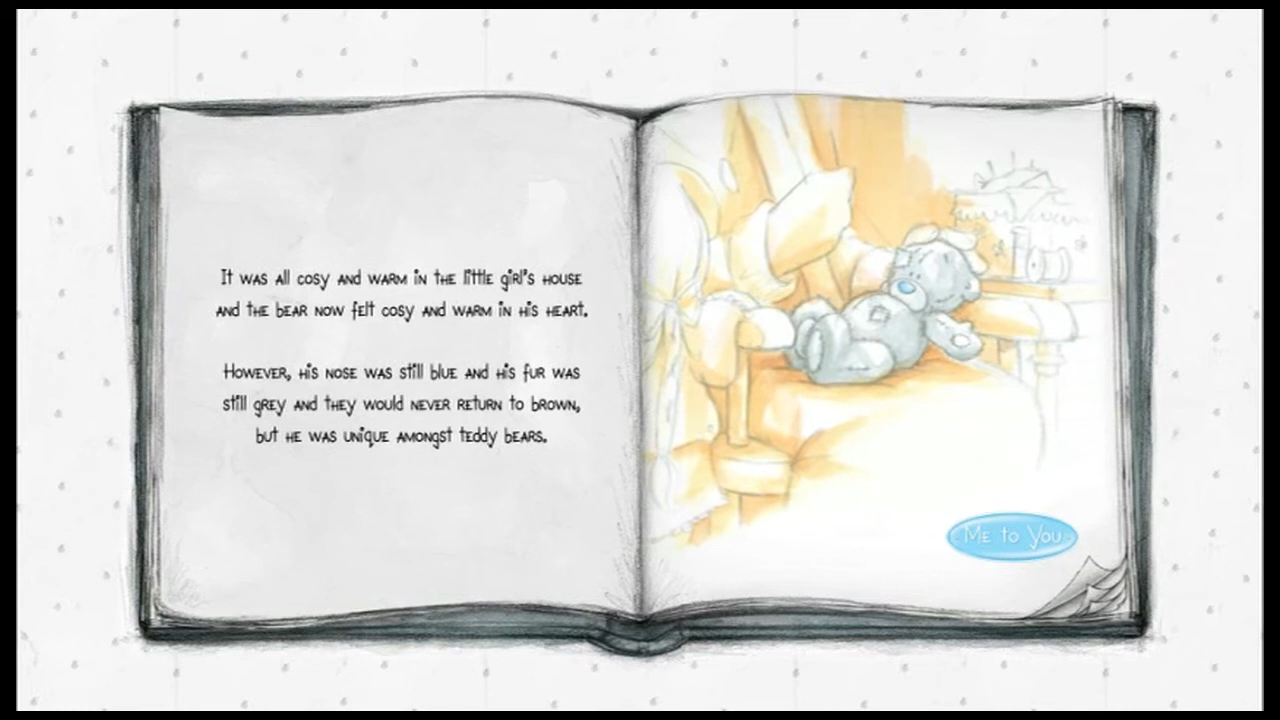 It was all cosy and warm in the little girl's house
and the bear now felt cosy and warm in his heart.
However, his nose was still blue and his fur was
still grey and they would never return to brown,
but he was unique amongst teddy bears.
Me to You